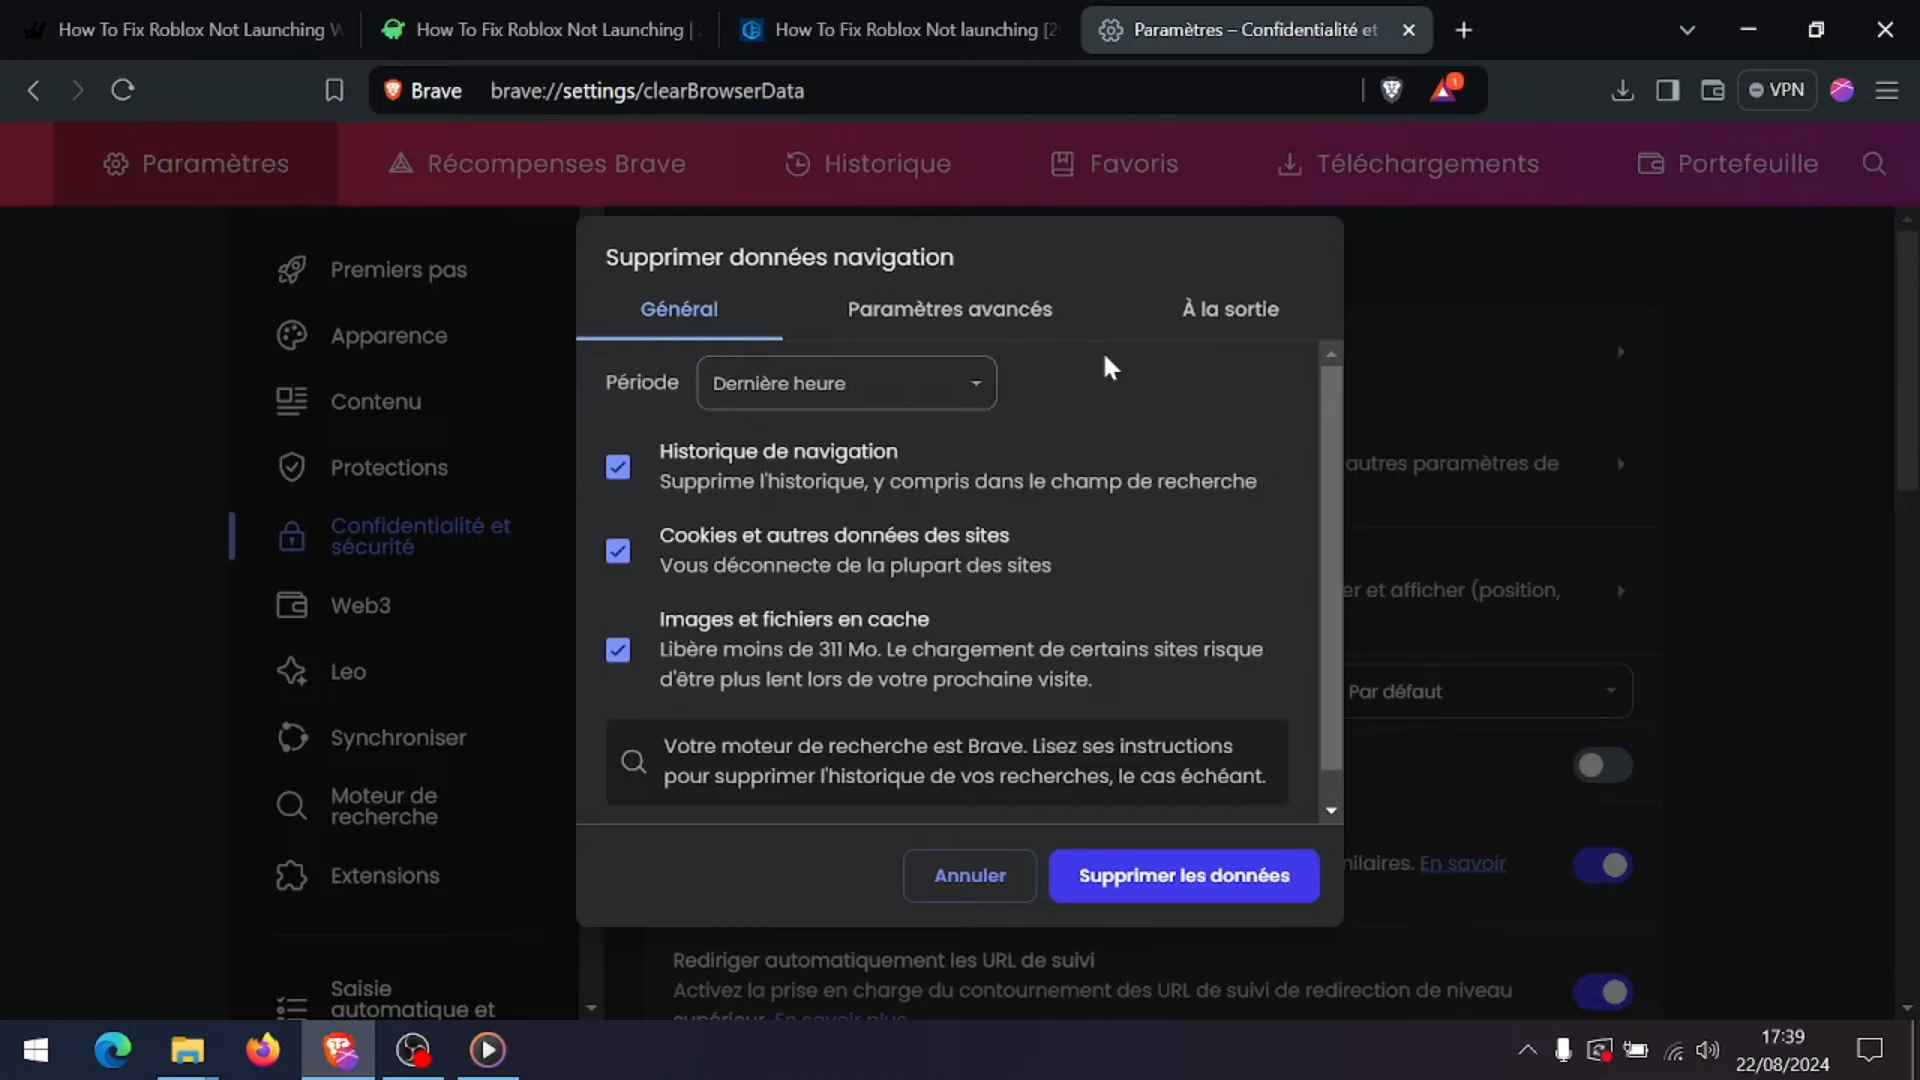 How To Fix Roblox Not Launching W
How To Fix Roblox Not Launching |
How To Fix Roblox Not launching [2
Paramètres – Confidentialité et
Brave
brave://settings/clearBrowserData
1
VPN
Paramètres
Récompenses Brave
Historique
Favoris
Téléchargements
Portefeuille
Premiers pas
Apparence
Contenu
Protections
Confidentialité et
sécurité
Web3
Leo
Synchroniser
Moteur de
recherche
Extensions
Saisie
automatique et
Supprimer données navigation
Général
Paramètres avancés
À la sortie
Période
Dernière heure
Historique de navigation
Supprime l'historique, y compris dans le champ de recherche
Cookies et autres données des sites
Vous déconnecte de la plupart des sites
Images et fichiers en cache
Libère moins de 311 Mo. Le chargement de certains sites risque
d'être plus lent lors de votre prochaine visite.
Votre moteur de recherche est Brave. Lisez ses instructions
pour supprimer l'historique de vos recherches, le cas échéant.
Annuler
Supprimer les données
autres paramètres de
er et afficher (position,
Par défaut
milaires. En savoir
Rediriger automatiquement les URL de suivi
Activez la prise en charge du contournement des URL de suivi de redirection de niveau
supérieur. En savoir plus
17:39
22/08/2024